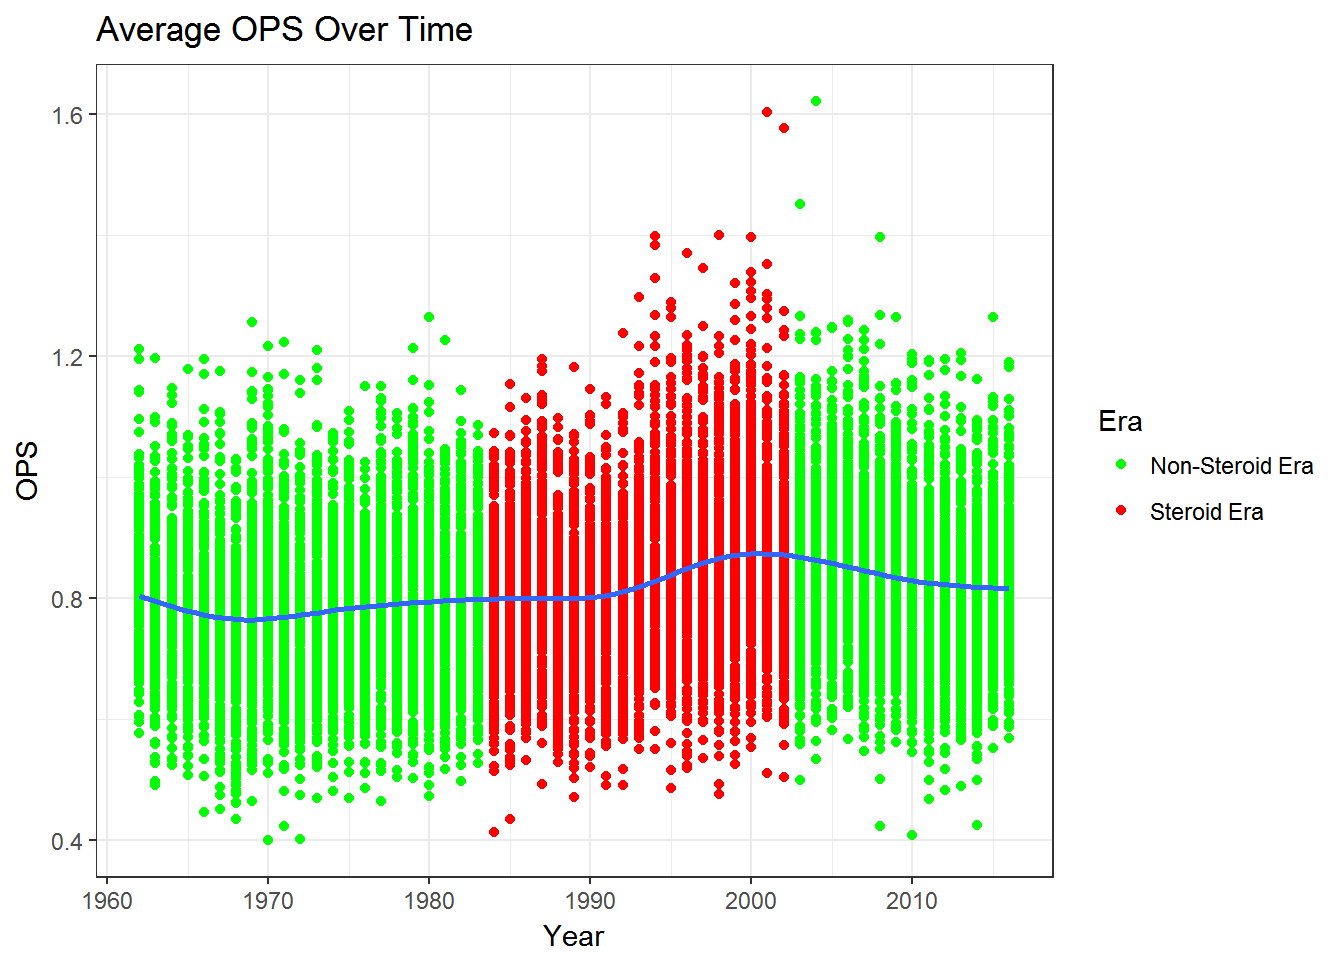 Average OPS Over Time
1.6
1.2
0.8
0.4
OPS
1960 1970 1980 1990 2000 2010
Year
Era
Non-Steroid Era
Steroid Era